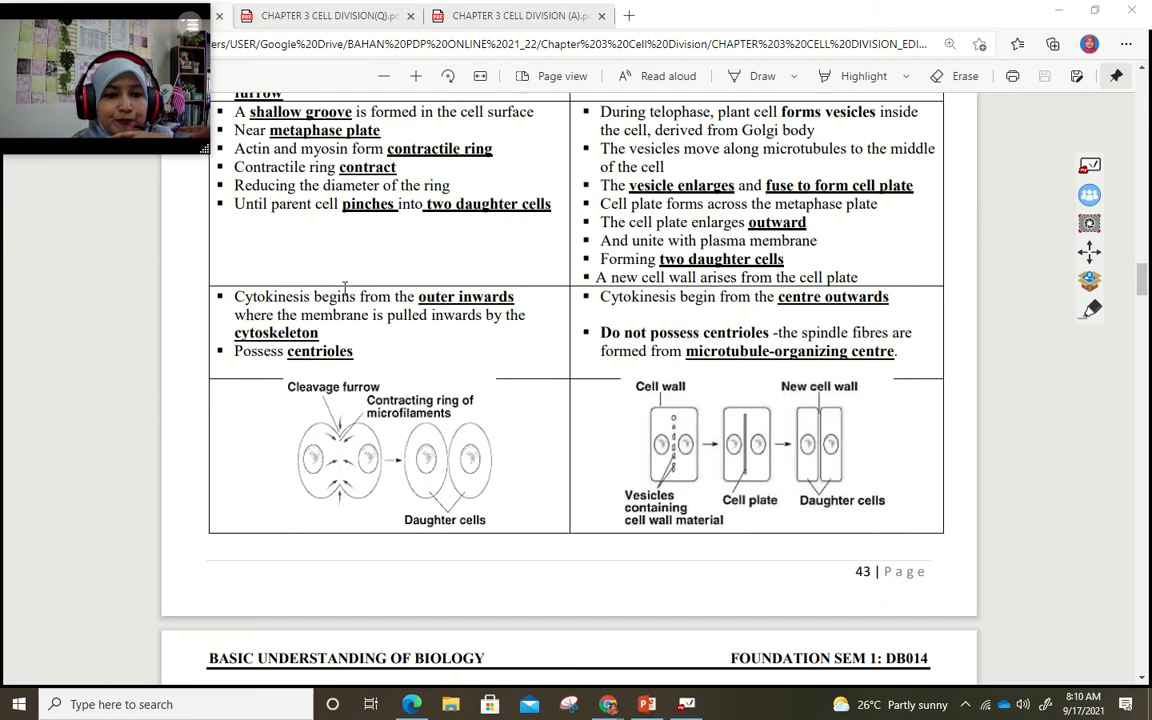 CHAPTER 3 CELL DIVISION(Q).pd
CHAPTER 3 CELL DIVISION (A).pd
ers/USER/Google%20Drive/BAHAN%20PDP%20ONLINE%202021_22/Chapter%203%20Cell%20Division/CHAPTER%203%20CELL%20DIVISION_EDI...
Page view
Read aloud
Draw
Highlight
Erase
furrow
A shallow groove is formed in the cell surface
Near metaphase plate
Actin and myosin form contractile ring
Contractile ring contract
Reducing the diameter of the ring
Until parent cell pinches into two daughter cells
During telophase, plant cell forms vesicles inside
the cell, derived from Golgi body
The vesicles move along microtubules to the middle
of the cell
The vesicle enlarges and fuse to form cell plate
Cell plate forms across the metaphase plate
The cell plate enlarges outward
And unite with plasma membrane
Forming two daughter cells
A new cell wall arises from the cell plate
Cytokinesis begins from the outer inwards
where the membrane is pulled inwards by the
cytoskeleton
Possess centrioles
Cytokinesis begin from the centre outwards
Do not possess centrioles -the spindle fibres are
formed from microtubule-organizing centre.
Cleavage furrow
Contracting ring of
microfilaments
Daughter cells
Cell wall
New cell wall
Vesicles
containing
cell wall material
Cell plate
Daughter cells
43 | Page
BASIC UNDERSTANDING OF BIOLOGY
FOUNDATION SEM 1: DB014
Type here to search
26°C Partly sunny
8:10 AM
9/17/2021